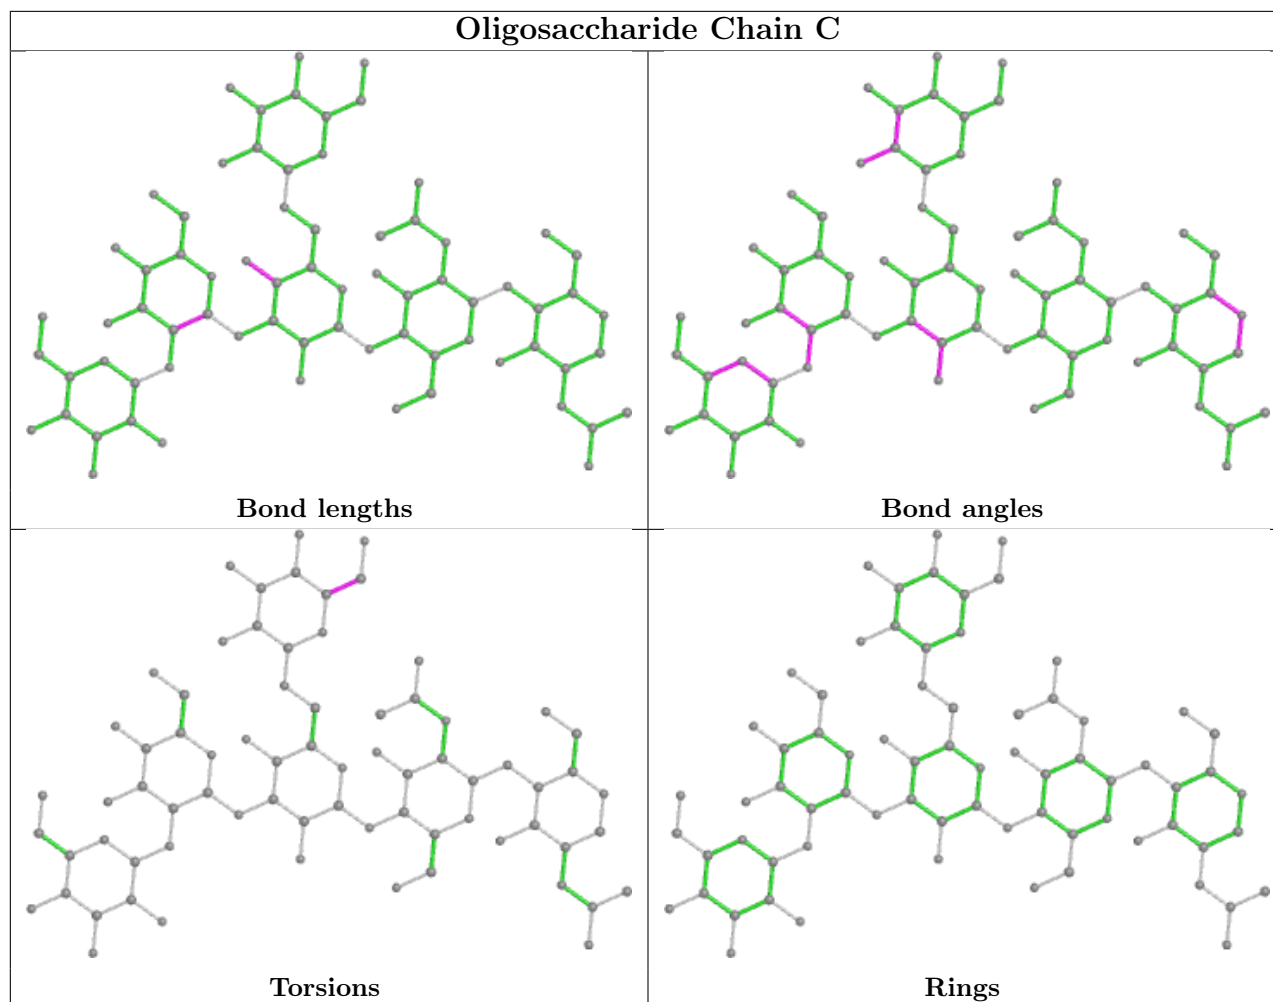 Oligosaccharide Chain C
Bond lengths
Bond angles
Torsions
Rings